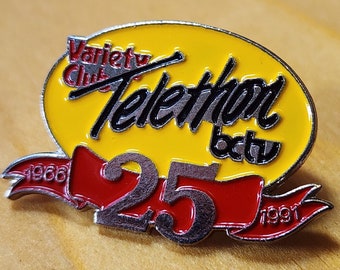 Variety
Club
Telethon
bctv
1966 25 1991